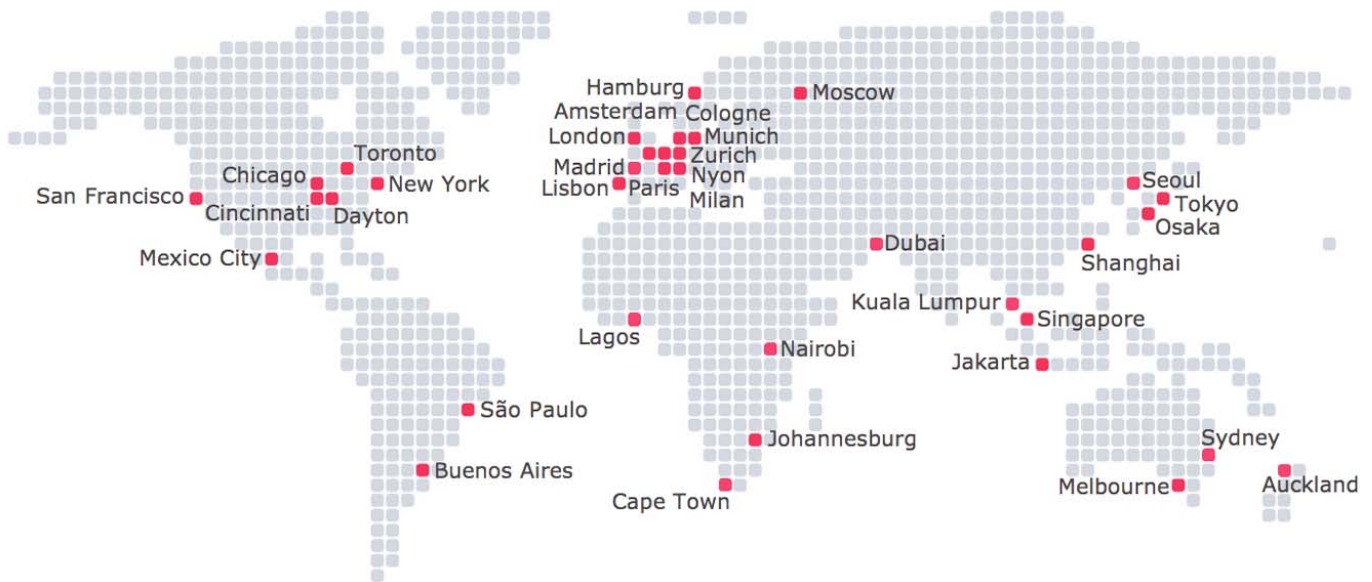 Hamburg
Moscow
Amsterdam Cologne
London Munich
Toronto Zurich
Chicago Madrid Nyon
San Francisco New York Lisbon Paris Seoul
Cincinnati Dayton Milan Tokyo
Osaka
Dubai
Mexico City Shanghai
Kuala Lumpur
Singapore
Lagos Nairobi
Jakarta
São Paulo
Johannesburg Sydney
Buenos Aires
Cape Town Melbourne Auckland